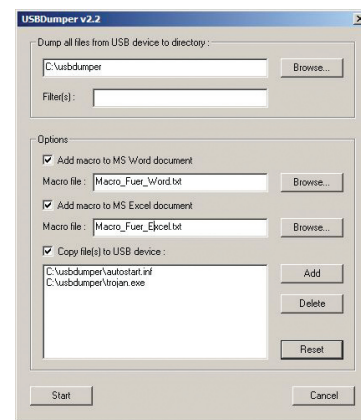 USBDumper v2.2
Dump all files from USB device to directory :
C:\usbdumper
Browse...
Filter(s) :
Options
Add macro to MS Word document
Macro file : Macro_Fuer_Word.txt
Browse...
Add macro to MS Excel document
Macro file : Macro_Fuer_Excel.txt
Browse...
Copy file(s) to USB device :
C:\usbdumper\autostart.inf
C:\usbdumper\trojan.exe
Add
Delete
Reset
Start
Cancel